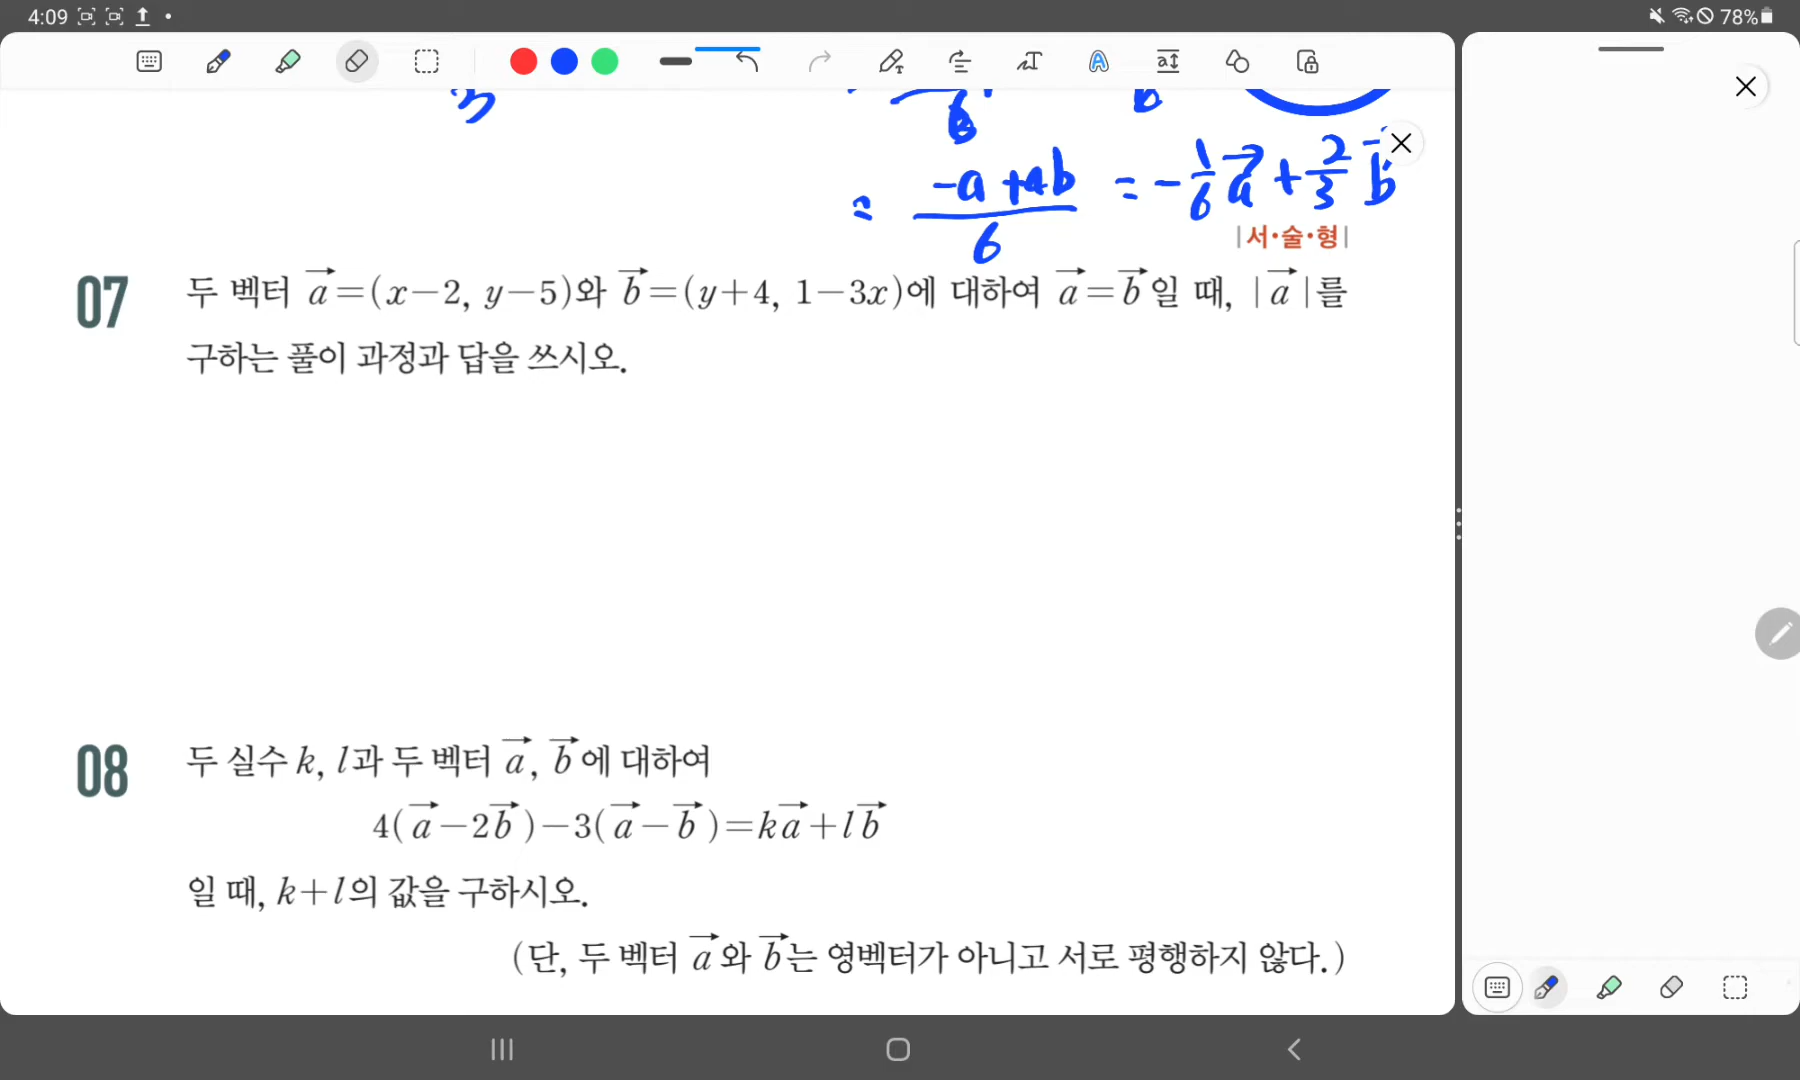 4:09 78%
= (-a+4b)/6 = -1/6 a⃗ + 2/3 b⃗
|서·술·형|
07 두 벡터 a⃗=(x-2, y-5)와 b⃗=(y+4, 1-3x)에 대하여 a⃗=b⃗일 때, |a⃗|를
구하는 풀이 과정과 답을 쓰시오.
08 두 실수 k, l과 두 벡터 a⃗, b⃗에 대하여
4(a⃗-2b⃗)-3(a⃗-b⃗)=ka⃗+lb⃗
일 때, k+l의 값을 구하시오.
(단, 두 벡터 a⃗와 b⃗는 영벡터가 아니고 서로 평행하지 않다.)